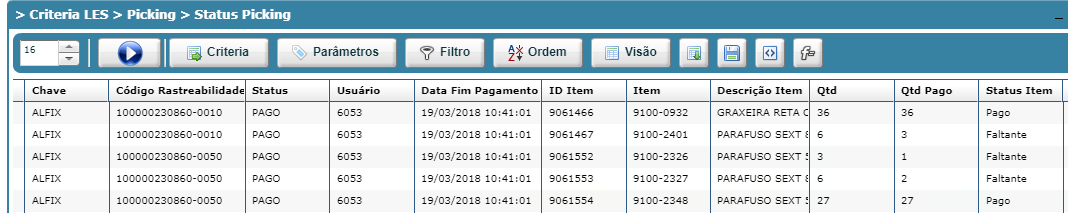 > Criteria LES > Picking > Status Picking
16 Criteria Parâmetros Filtro Ordem Visão
Chave Código Rastreabilidade Status Usuário Data Fim Pagamento ID Item Item Descrição Item Qtd Qtd Pago Status Item
ALFIX 100000230860-0010 PAGO 6053 19/03/2018 10:41:01 9061466 9100-0932 GRAXEIRA RETA 36 36 Pago
ALFIX 100000230860-0010 PAGO 6053 19/03/2018 10:41:01 9061467 9100-2401 PARAFUSO SEXT 6 3 Faltante
ALFIX 100000230860-0050 PAGO 6053 19/03/2018 10:41:01 9061552 9100-2326 PARAFUSO SEXT 3 1 Faltante
ALFIX 100000230860-0050 PAGO 6053 19/03/2018 10:41:01 9061553 9100-2327 PARAFUSO SEXT 6 2 Faltante
ALFIX 100000230860-0050 PAGO 6053 19/03/2018 10:41:01 9061554 9100-2348 PARAFUSO SEXT 27 27 Pago